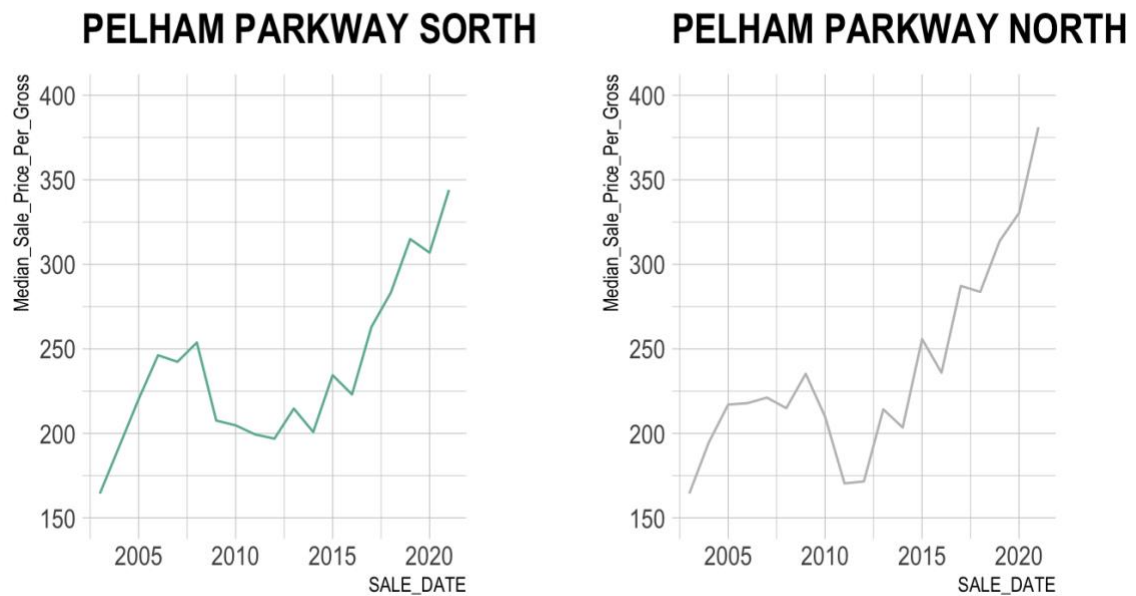 PELHAM PARKWAY SORTH
Median_Sale_Price_Per_Gross
400
350
300
250
200
150
2005 2010 2015 2020
SALE_DATE
PELHAM PARKWAY NORTH
Median_Sale_Price_Per_Gross
400
350
300
250
200
150
2005 2010 2015 2020
SALE_DATE